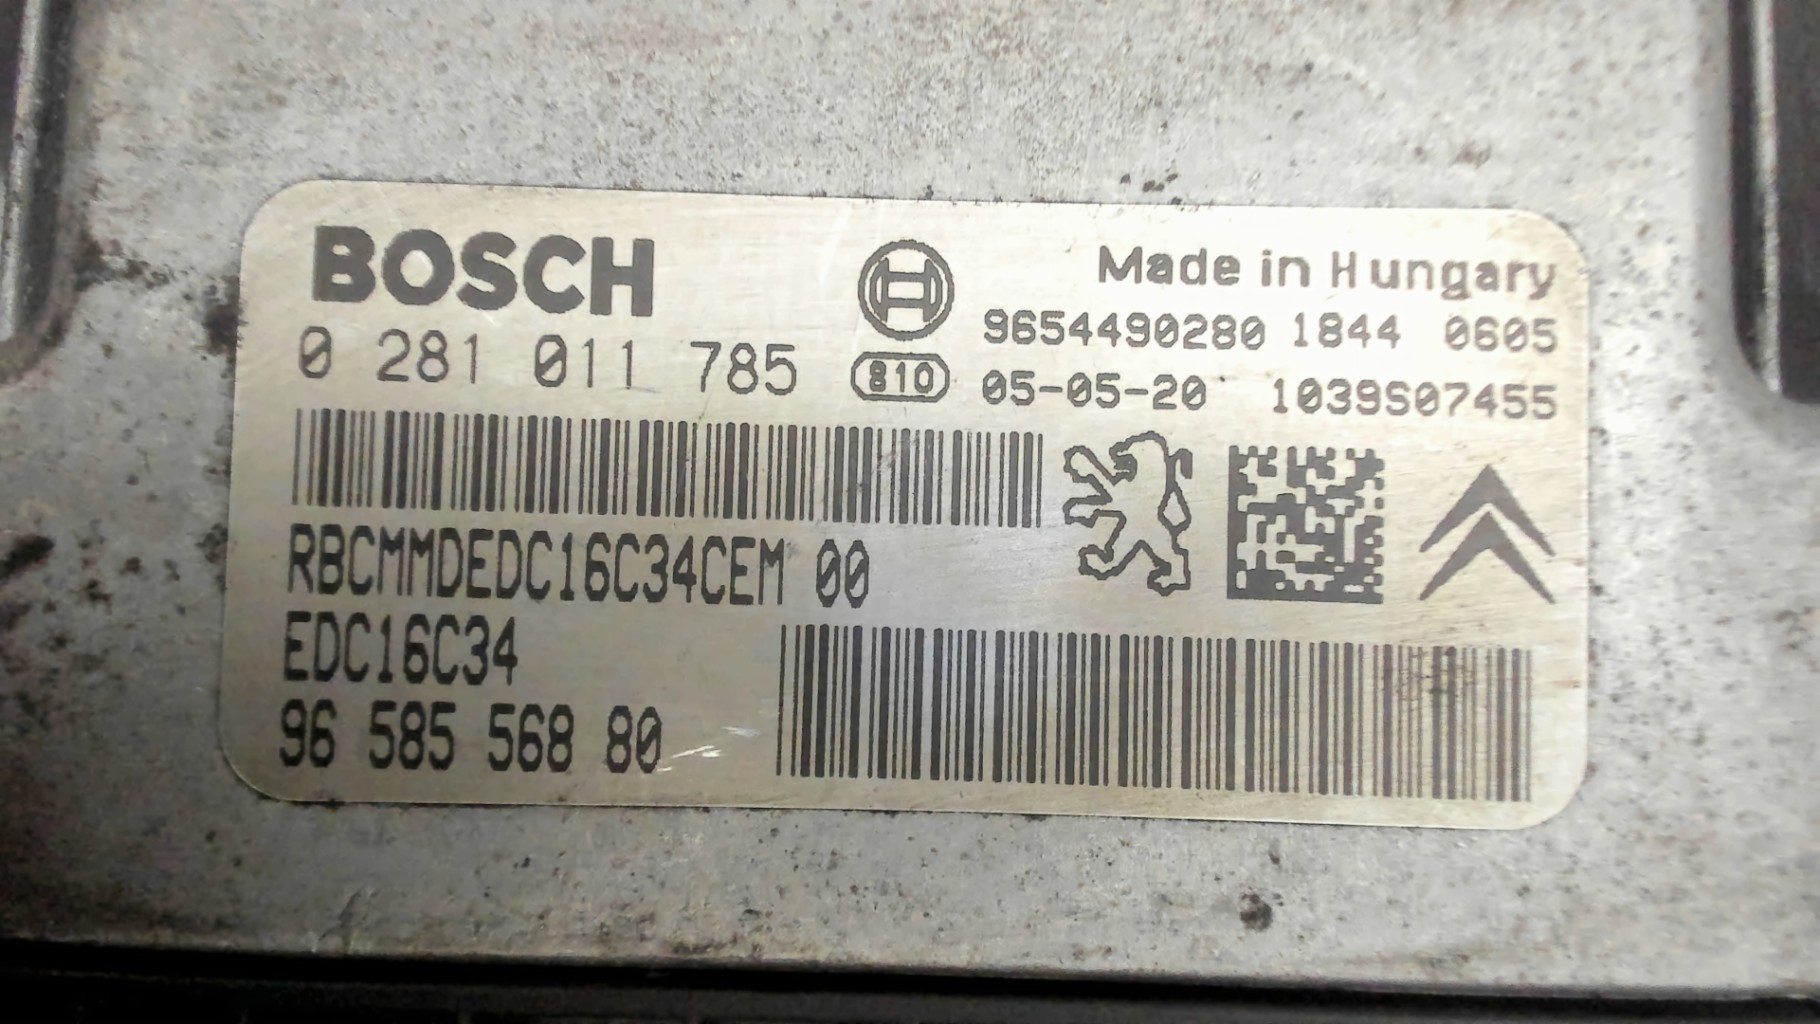 BOSCH
Made in Hungary
0 281 011 785
9654490280 1844 0605
810
05-05-20 1039S07455
RBCMMDEDC16C34CEM 00
EDC16C34
96 585 568 80